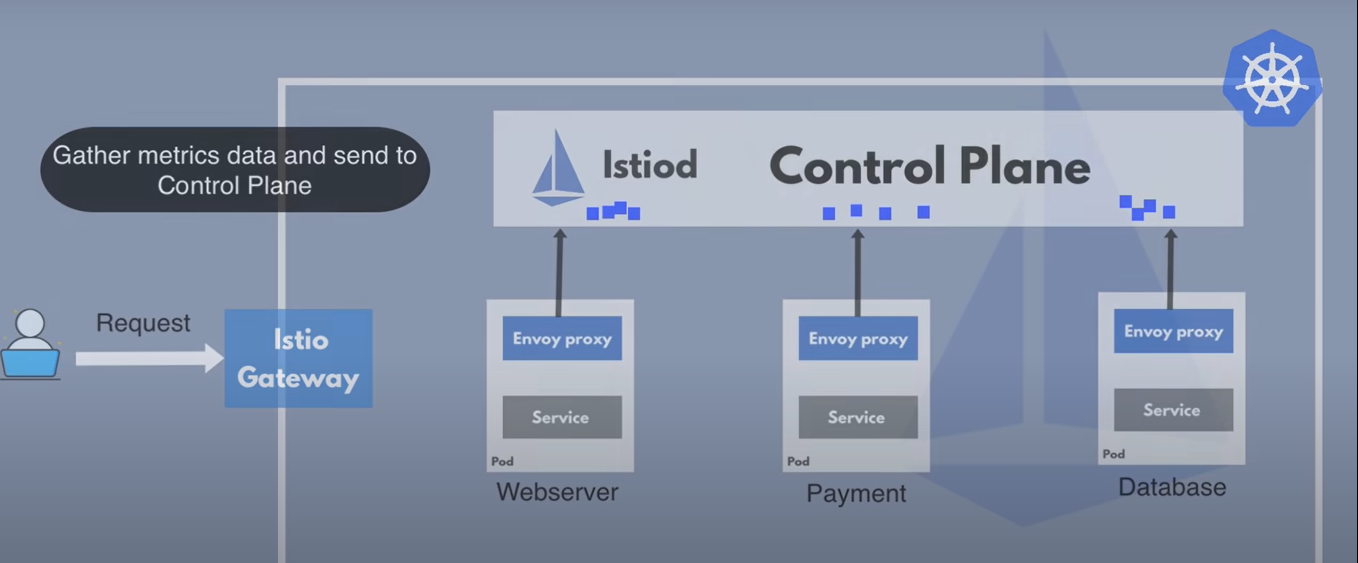 Gather metrics data and send to
Control Plane
Istiod
Control Plane
Request
Istio
Gateway
Envoy proxy
Service
Pod
Webserver
Envoy proxy
Service
Pod
Payment
Envoy proxy
Service
Pod
Database